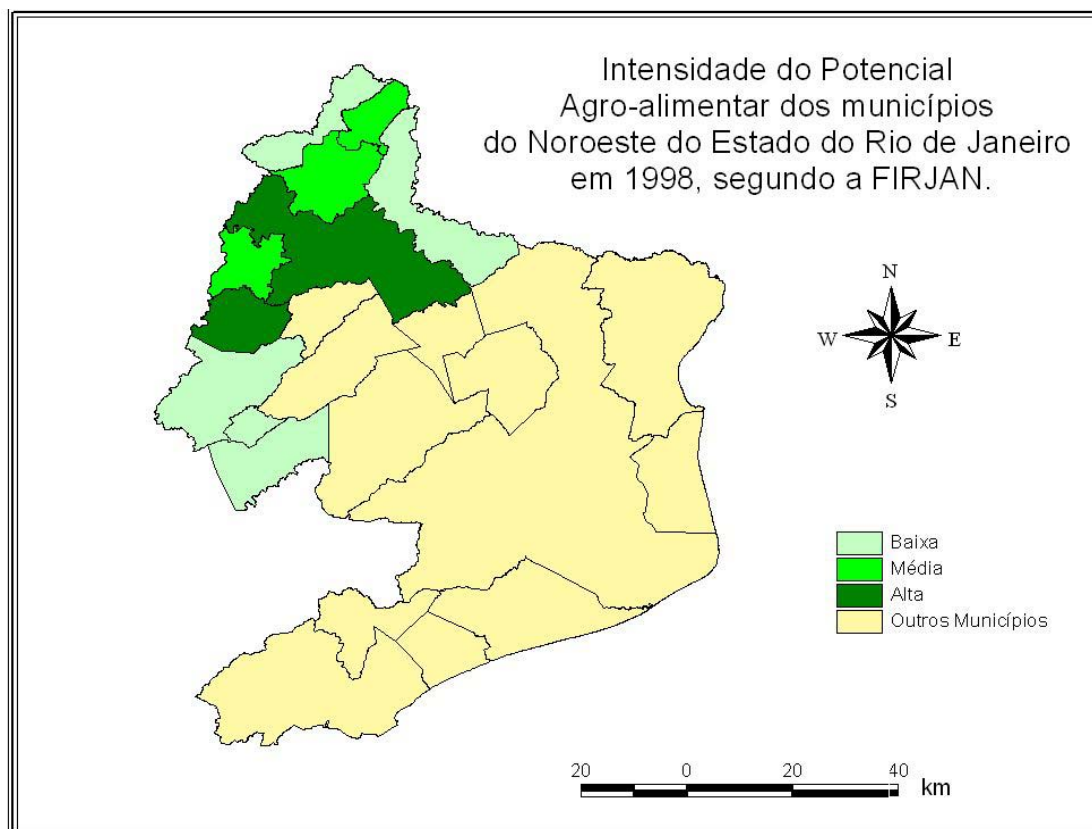 Intensidade do Potencial
Agro-alimentar dos municípios
do Noroeste do Estado do Rio de Janeiro
em 1998, segundo a FIRJAN.
N
W E
S
Baixa
Média
Alta
Outros Municípios
20 0 20 40 km